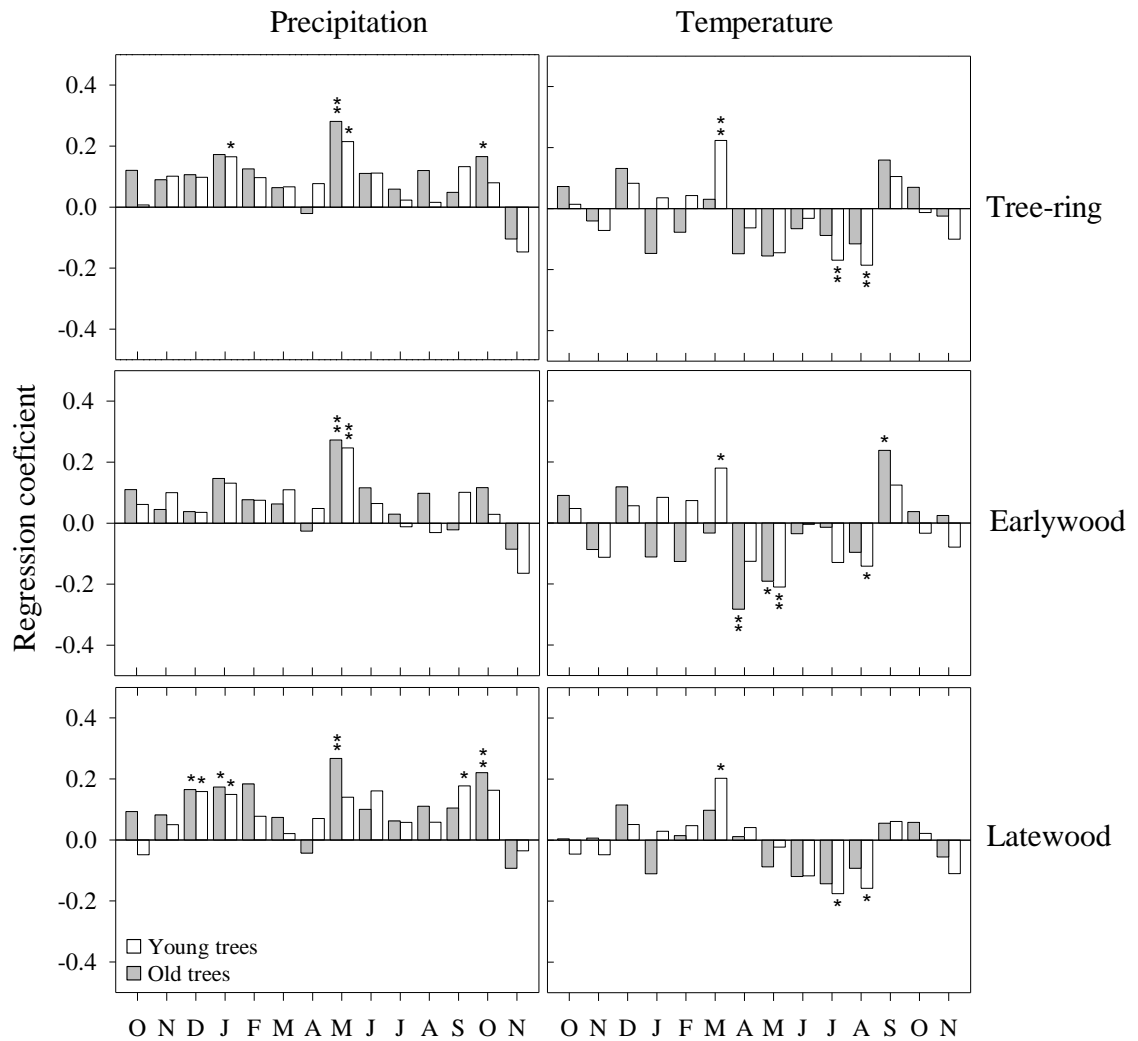 Precipitation Temperature
0.4
0.2
0.0
-0.2
-0.4
Tree-ring
* ** * *
** ** **
Regression coeficient
0.4
0.2
0.0
-0.2
-0.4
Earlywood
** **
* * ** * ** *
0.4
0.2
0.0
-0.2
-0.4
Latewood
* * * * ** * **
* * *
Young trees
Old trees
O N D J F M A M J J A S O N O N D J F M A M J J A S O N